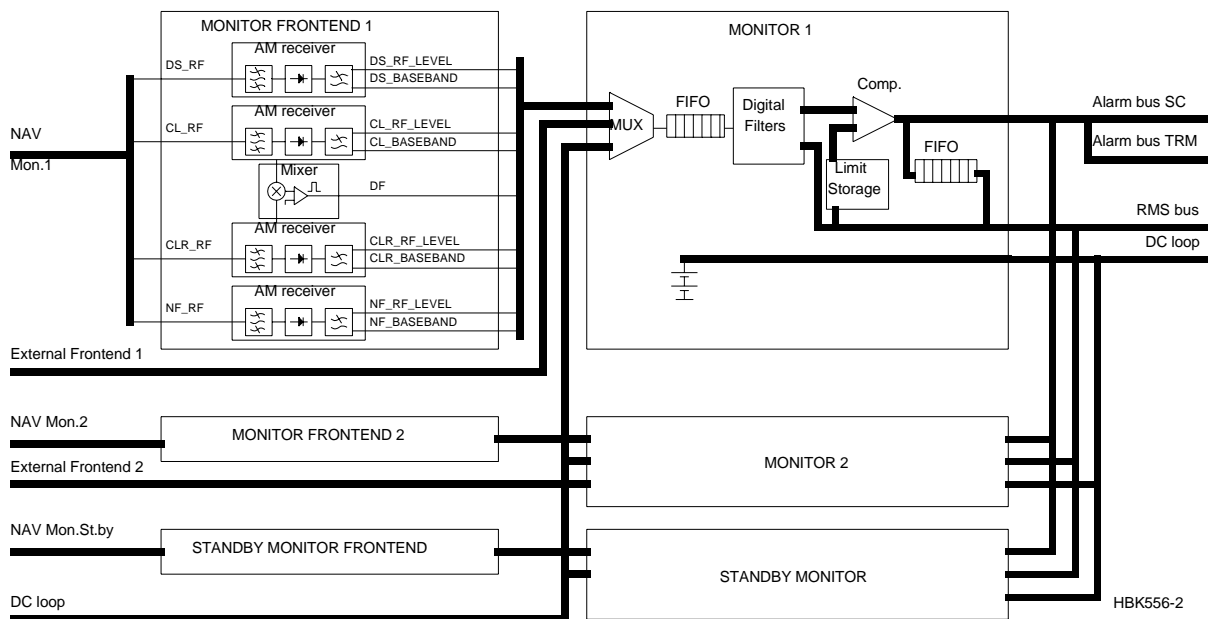 MONITOR FRONTEND 1
MONITOR 1
AM receiver
DS_RF
DS_RF_LEVEL
DS_BASEBAND
AM receiver
CL_RF
CL_RF_LEVEL
CL_BASEBAND
Mixer
DF
AM receiver
CLR_RF
CLR_RF_LEVEL
CLR_BASEBAND
AM receiver
NF_RF
NF_RF_LEVEL
NF_BASEBAND
NAV
Mon.1
MUX
FIFO
Digital
Filters
Comp.
Limit
Storage
FIFO
Alarm bus SC
Alarm bus TRM
RMS bus
DC loop
External Frontend 1
NAV Mon.2
MONITOR FRONTEND 2
External Frontend 2
MONITOR 2
NAV Mon.St.by
STANDBY MONITOR FRONTEND
STANDBY MONITOR
DC loop
HBK556-2